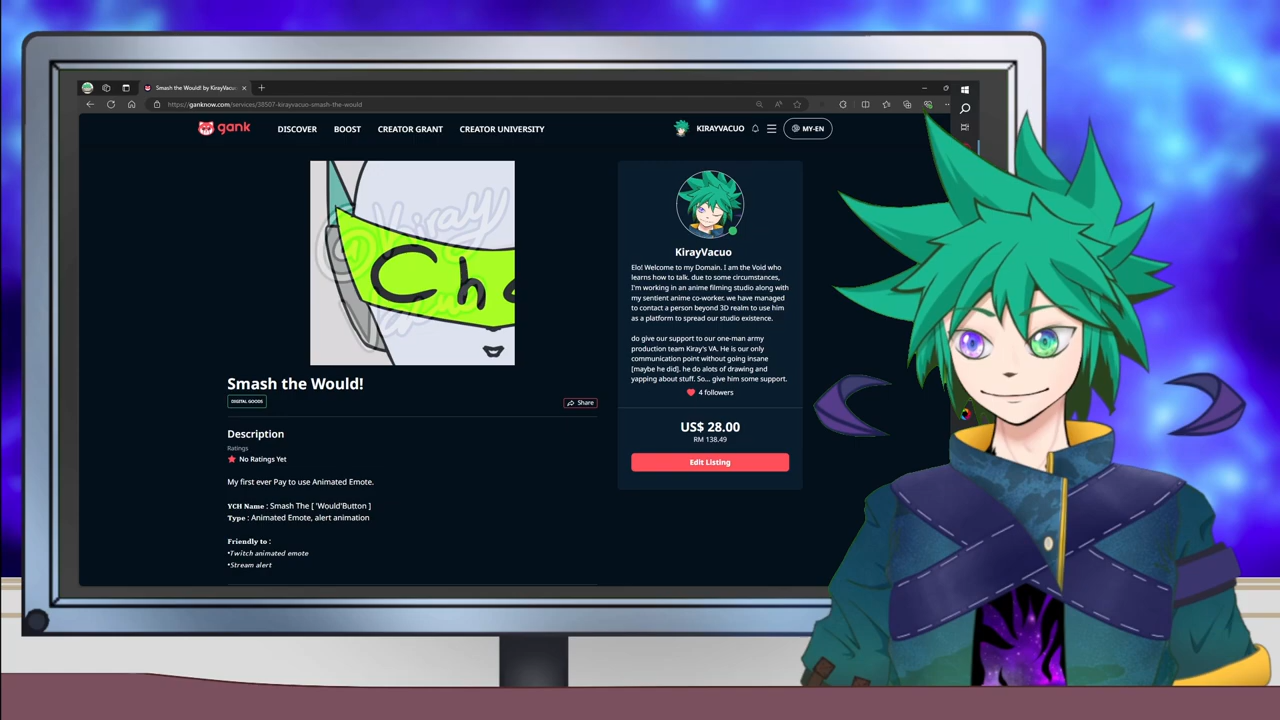 Smash the Would! by KirayVacuo
https://ganknow.com/services/38507-kirayvacuo-smash-the-would
gank
DISCOVER
BOOST
CREATOR GRANT
CREATOR UNIVERSITY
KIRAYVACUO
MY-EN
@Kiray
Ch
Smash the Would!
DIGITAL GOODS
Share
Description
Ratings
No Ratings Yet
My first ever Pay to use Animated Emote.
YCH Name : Smash The [ 'Would'Button ]
Type : Animated Emote, alert animation
Friendly to :
•Twitch animated emote
•Stream alert
KirayVacuo
Elo! Welcome to my Domain. I am the Void who
learns how to talk. due to some circumstances,
I'm working in an anime filming studio along with
my sentient anime co-worker. we have managed
to contact a person beyond 3D realm to use him
as a platform to spread our studio existence.
do give our support to our one-man army
production team Kiray's VA. He is our only
communication point without going insane
[maybe he did]. he do alots of drawing and
yapping about stuff. So... give him some support.
4 followers
US$ 28.00
RM 138.49
Edit Listing